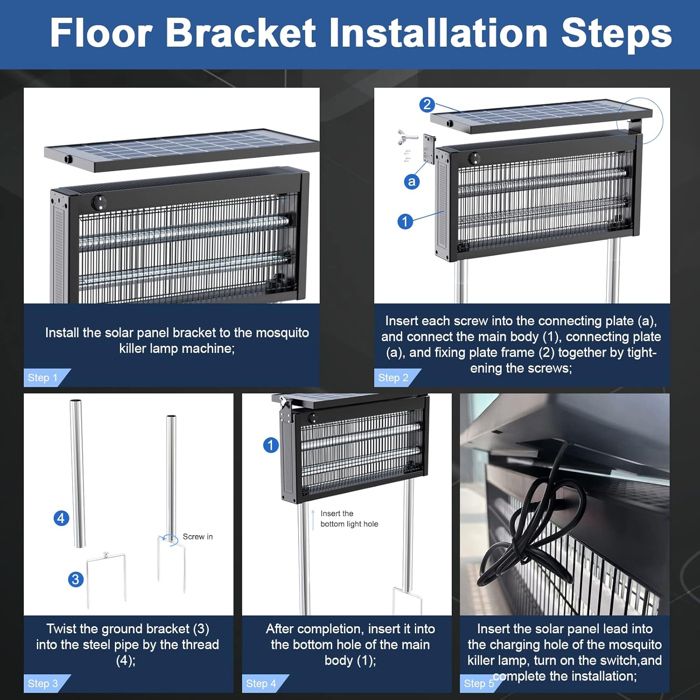 Floor Bracket Installation Steps
Install the solar panel bracket to the mosquito
killer lamp machine;
Step 1
2
a
1
Insert each screw into the connecting plate (a),
and connect the main body (1), connecting plate
(a), and fixing plate frame (2) together by tight-
ening the screws;
Step 2
4
Screw in
3
Twist the ground bracket (3)
into the steel pipe by the thread
(4);
Step 3
1
Insert the
bottom light hole
After completion, insert it into
the bottom hole of the main
body (1);
Step 4
Insert the solar panel lead into
the charging hole of the mosquito
killer lamp, turn on the switch,and
complete the installation;
Step 5